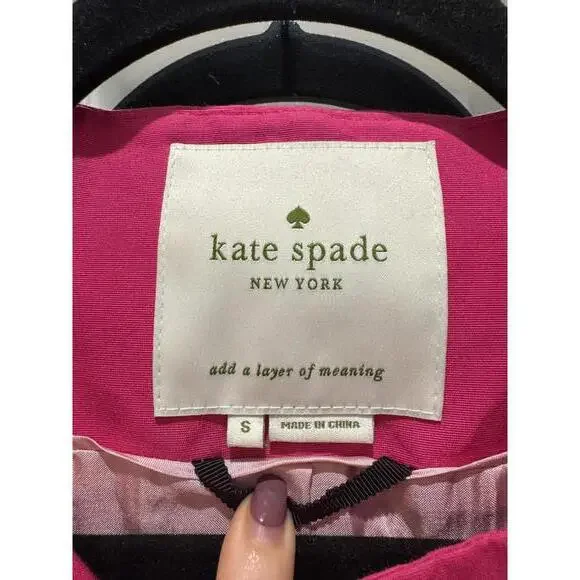 kate spade
NEW YORK
add a layer of meaning
S
MADE IN CHINA